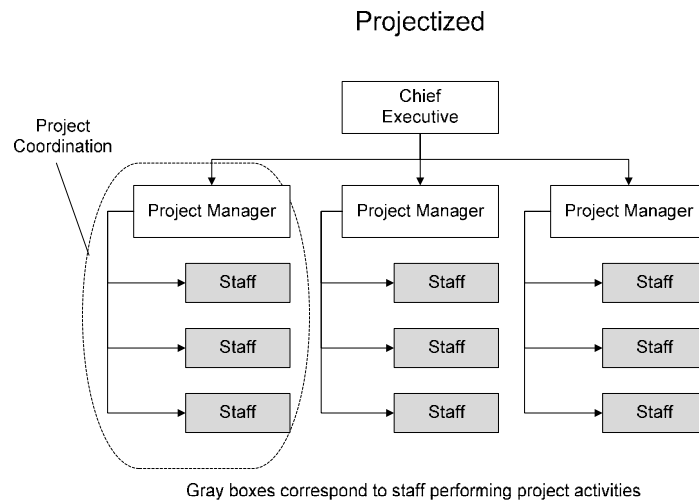 Projectized
Chief
Executive
Project
Coordination
Project Manager
Project Manager
Project Manager
Staff
Staff
Staff
Staff
Staff
Staff
Staff
Staff
Staff
Gray boxes correspond to staff performing project activities